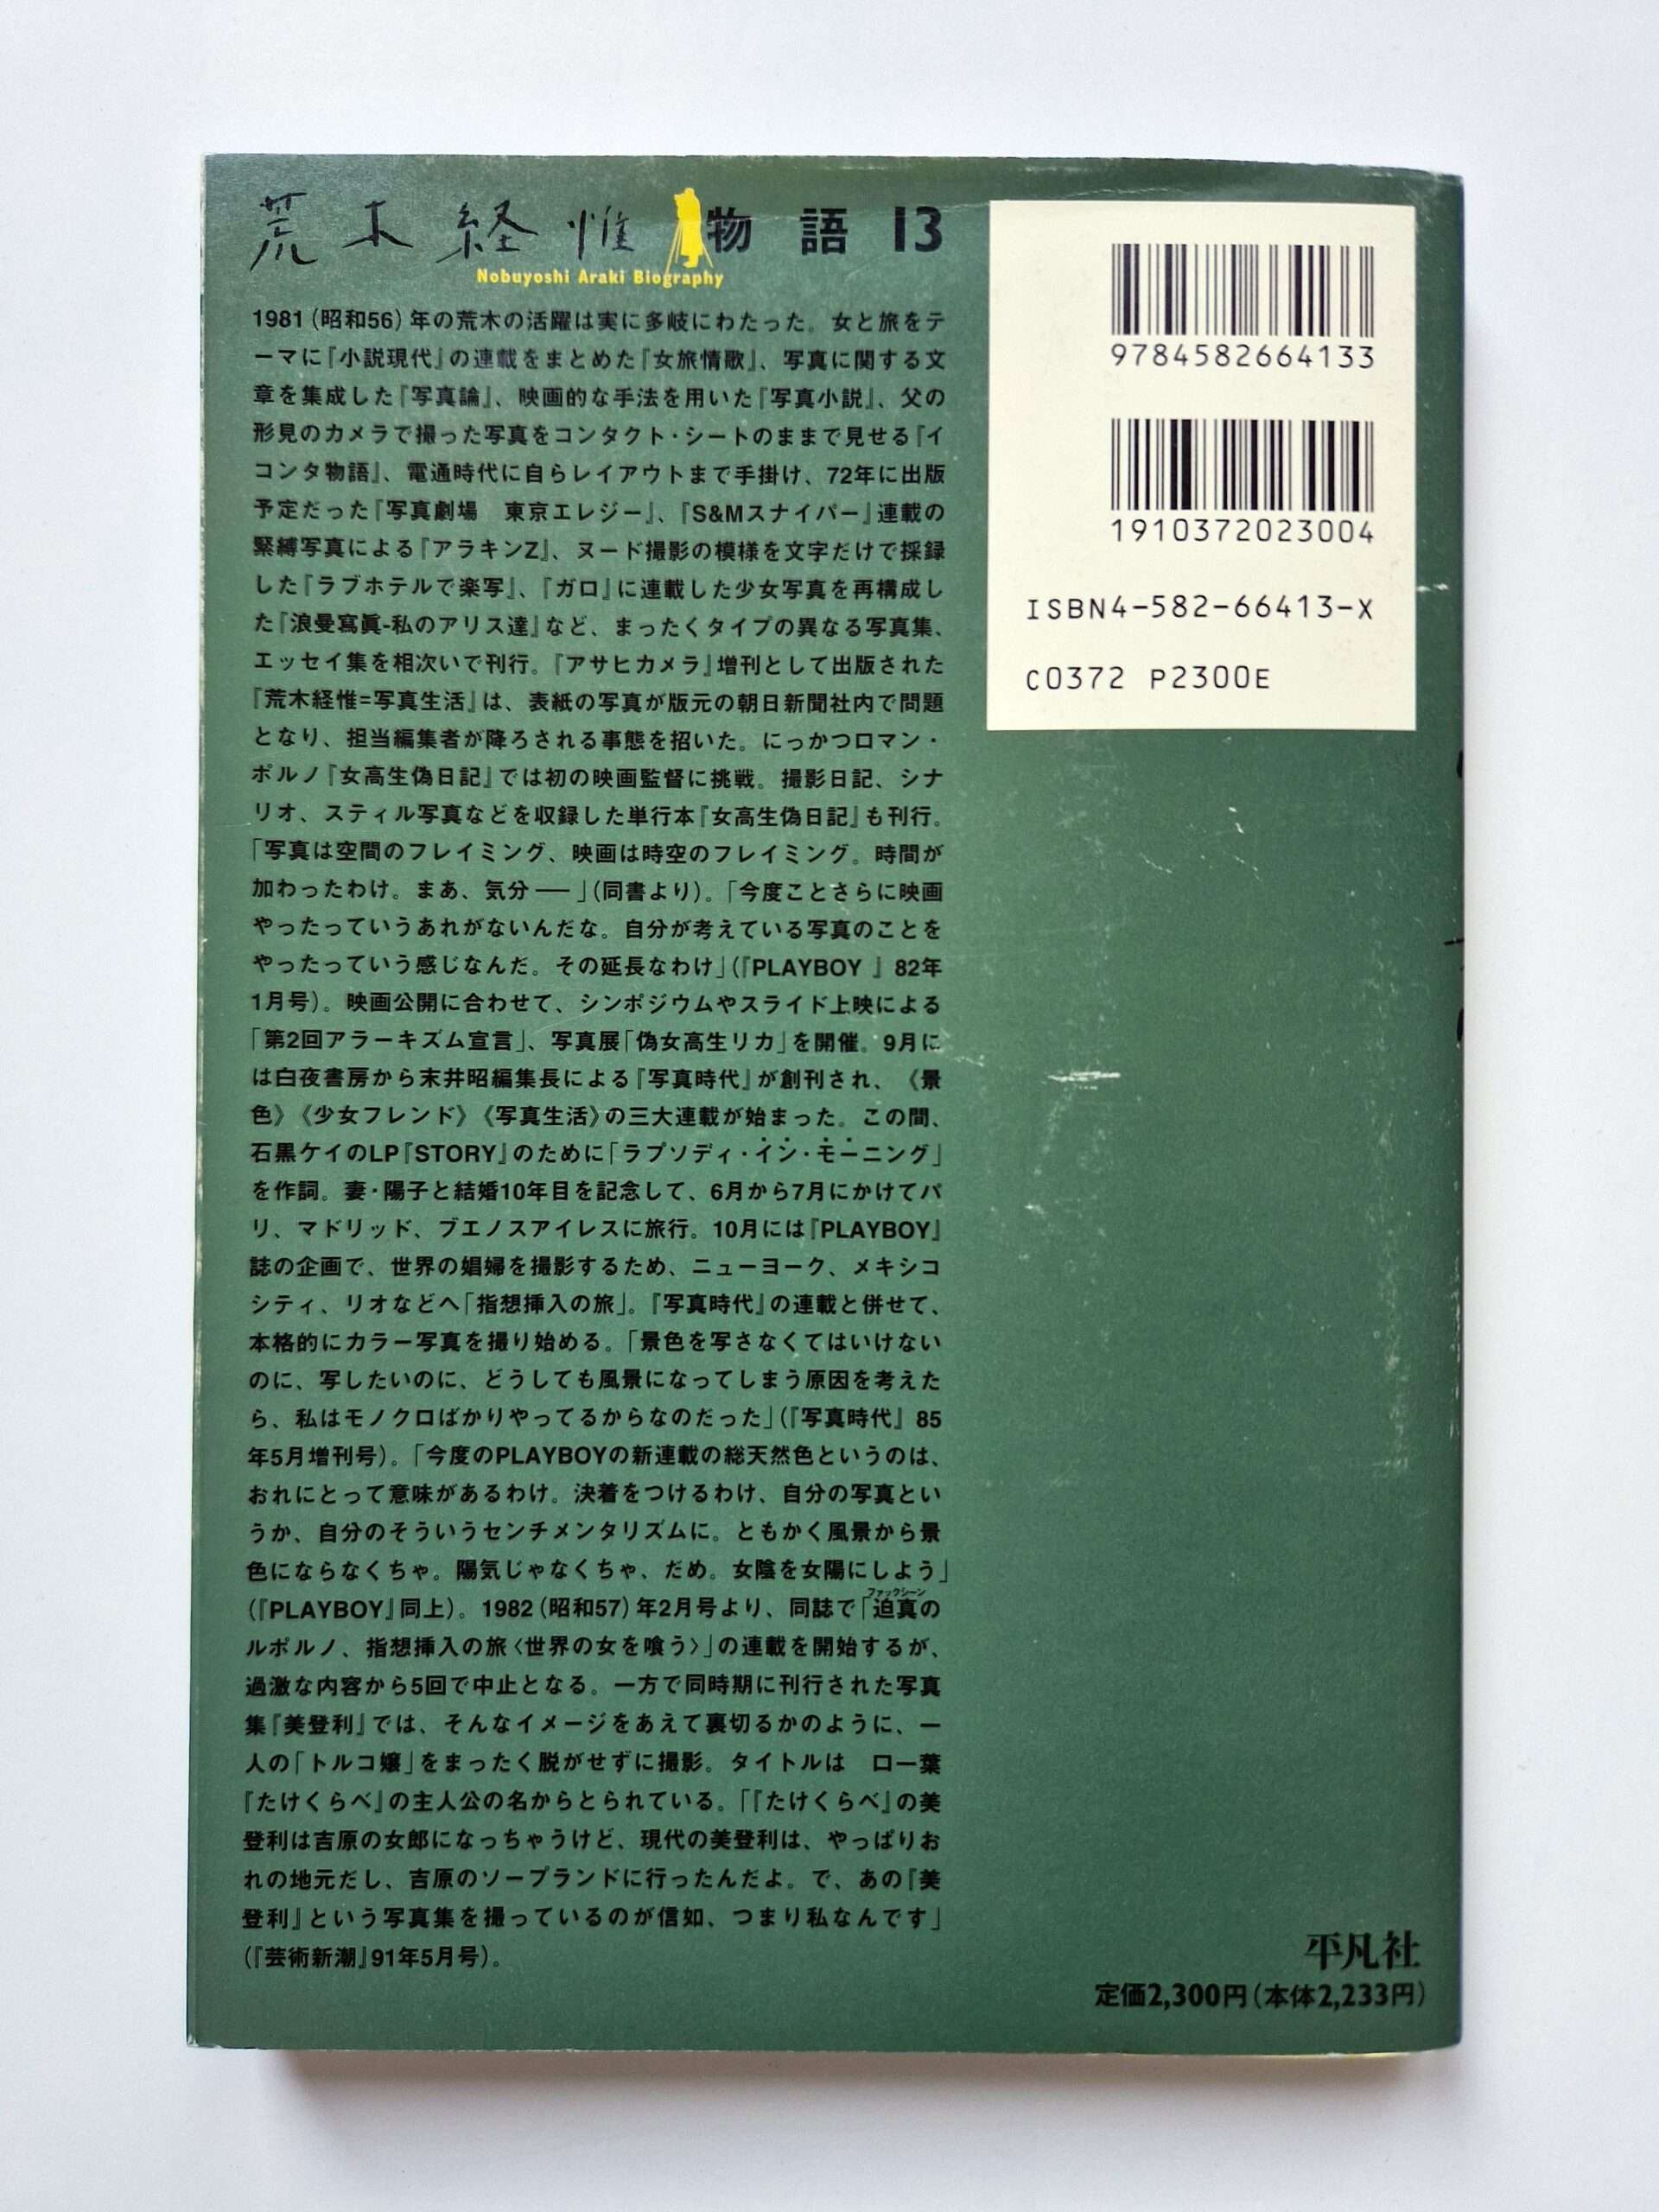 荒木経惟物語 13
Nobuyoshi Araki Biography
1981（昭和56）年の荒木の活躍は実に多岐にわたった。女と旅をテ
ーマに『小説現代』の連載をまとめた『女旅情歌』、写真に関する文
章を集成した『写真論』、映画的な手法を用いた『写真小説』、父の
形見のカメラで撮った写真をコンタクト・シートのままで見せる『イ
コンタ物語』、電通時代に自らレイアウトまで手掛け、72年に出版
予定だった『写真劇場　東京エレジー』、『S&Mスナイパー』連載の
緊縛写真による『アラキンZ』、ヌード撮影の模様を文字だけで採録
した『ラブホテルで楽写』、『ガロ』に連載した少女写真を再構成し
た『浪曼寫眞-私のアリス達』など、まったくタイプの異なる写真集、
エッセイ集を相次いで刊行。『アサヒカメラ』増刊として出版された
『荒木経惟=写真生活』は、表紙の写真が版元の朝日新聞社内で問題
となり、担当編集者が降ろされる事態を招いた。にっかつロマン・
ポルノ『女高生偽日記』では初の映画監督に挑戦。撮影日記、シナ
リオ、スティル写真などを収録した単行本『女高生偽日記』も刊行。
「写真は空間のフレイミング、映画は時空のフレイミング。時間が
加わったわけ。まあ、気分――」（同書より）。「今度ことさらに映画
やったっていうあれがないんだな。自分が考えている写真のことを
やったっていう感じなんだ。その延長なわけ」（『PLAYBOY 』82年
1月号）。映画公開に合わせて、シンポジウムやスライド上映による
「第2回アラーキズム宣言」、写真展「偽女高生リカ」を開催。9月に
は白夜書房から末井昭編集長による『写真時代』が創刊され、《景
色》《少女フレンド》《写真生活》の三大連載が始まった。この間、
石黒ケイのLP『STORY』のために「ラプソディ・イン・モーニング」
を作詞。妻・陽子と結婚10年目を記念して、6月から7月にかけてパ
リ、マドリッド、ブエノスアイレスに旅行。10月には『PLAYBOY』
誌の企画で、世界の娼婦を撮影するため、ニューヨーク、メキシコ
シティ、リオなどへ「指想挿入の旅」。『写真時代』の連載と併せて、
本格的にカラー写真を撮り始める。「景色を写さなくてはいけない
のに、写したいのに、どうしても風景になってしまう原因を考えた
ら、私はモノクロばかりやってるからなのだった」（『写真時代』85
年5月増刊号）。「今度のPLAYBOYの新連載の総天然色というのは、
おれにとって意味があるわけ。決着をつけるわけ、自分の写真とい
うか、自分のそういうセンチメンタリズムに。ともかく風景から景
色にならなくちゃ。陽気じゃなくちゃ、だめ。女陰を女陽にしよう」
ファックシーン
（『PLAYBOY』同上）。1982（昭和57）年2月号より、同誌で「迫真の
ルポルノ、指想挿入の旅〈世界の女を喰う〉」の連載を開始するが、
過激な内容から5回で中止となる。一方で同時期に刊行された写真
集『美登利』では、そんなイメージをあえて裏切るかのように、一
人の「トルコ嬢」をまったく脱がせずに撮影。タイトルは　口一葉
『たけくらべ』の主人公の名からとられている。「『たけくらべ』の美
登利は吉原の女郎になっちゃうけど、現代の美登利は、やっぱりお
れの地元だし、吉原のソープランドに行ったんだよ。で、あの『美
登利』という写真集を撮っているのが信如、つまり私なんです」
（『芸術新潮』91年5月号）。
9784582664133
1910372023004
ISBN4-582-66413-X
C0372 P2300E
平凡社
定価2,300円（本体2,233円）